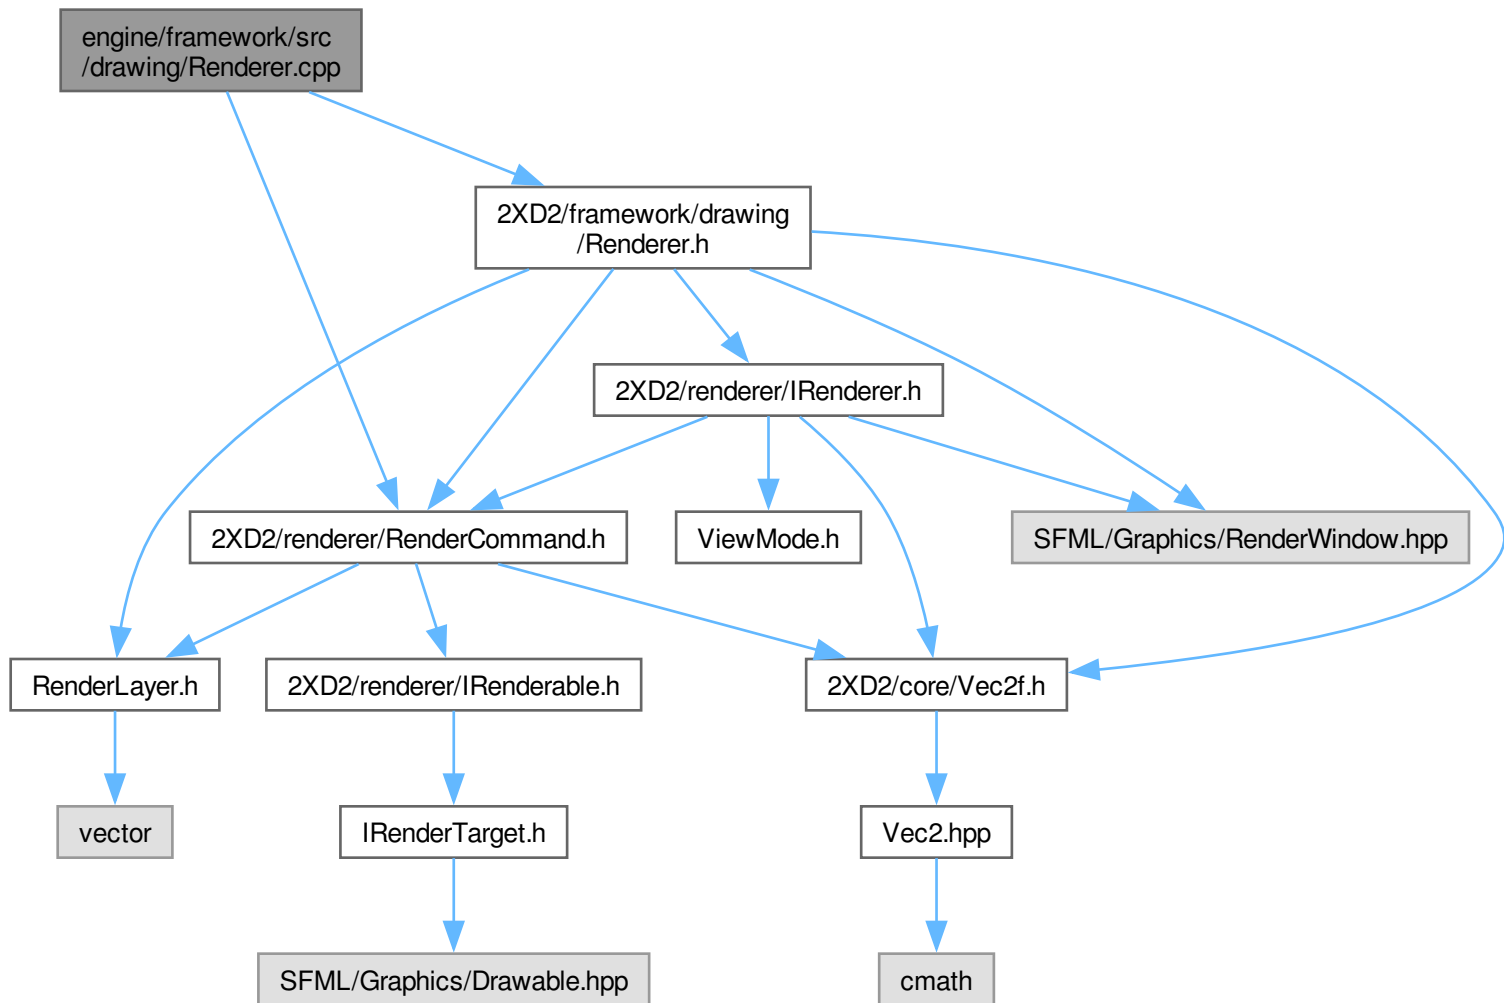 engine/framework/src
/drawing/Renderer.cpp
2XD2/framework/drawing
/Renderer.h
2XD2/renderer/IRenderer.h
2XD2/renderer/RenderCommand.h
ViewMode.h
SFML/Graphics/RenderWindow.hpp
RenderLayer.h
2XD2/renderer/IRenderable.h
2XD2/core/Vec2f.h
vector
IRenderTarget.h
Vec2.hpp
SFML/Graphics/Drawable.hpp
cmath